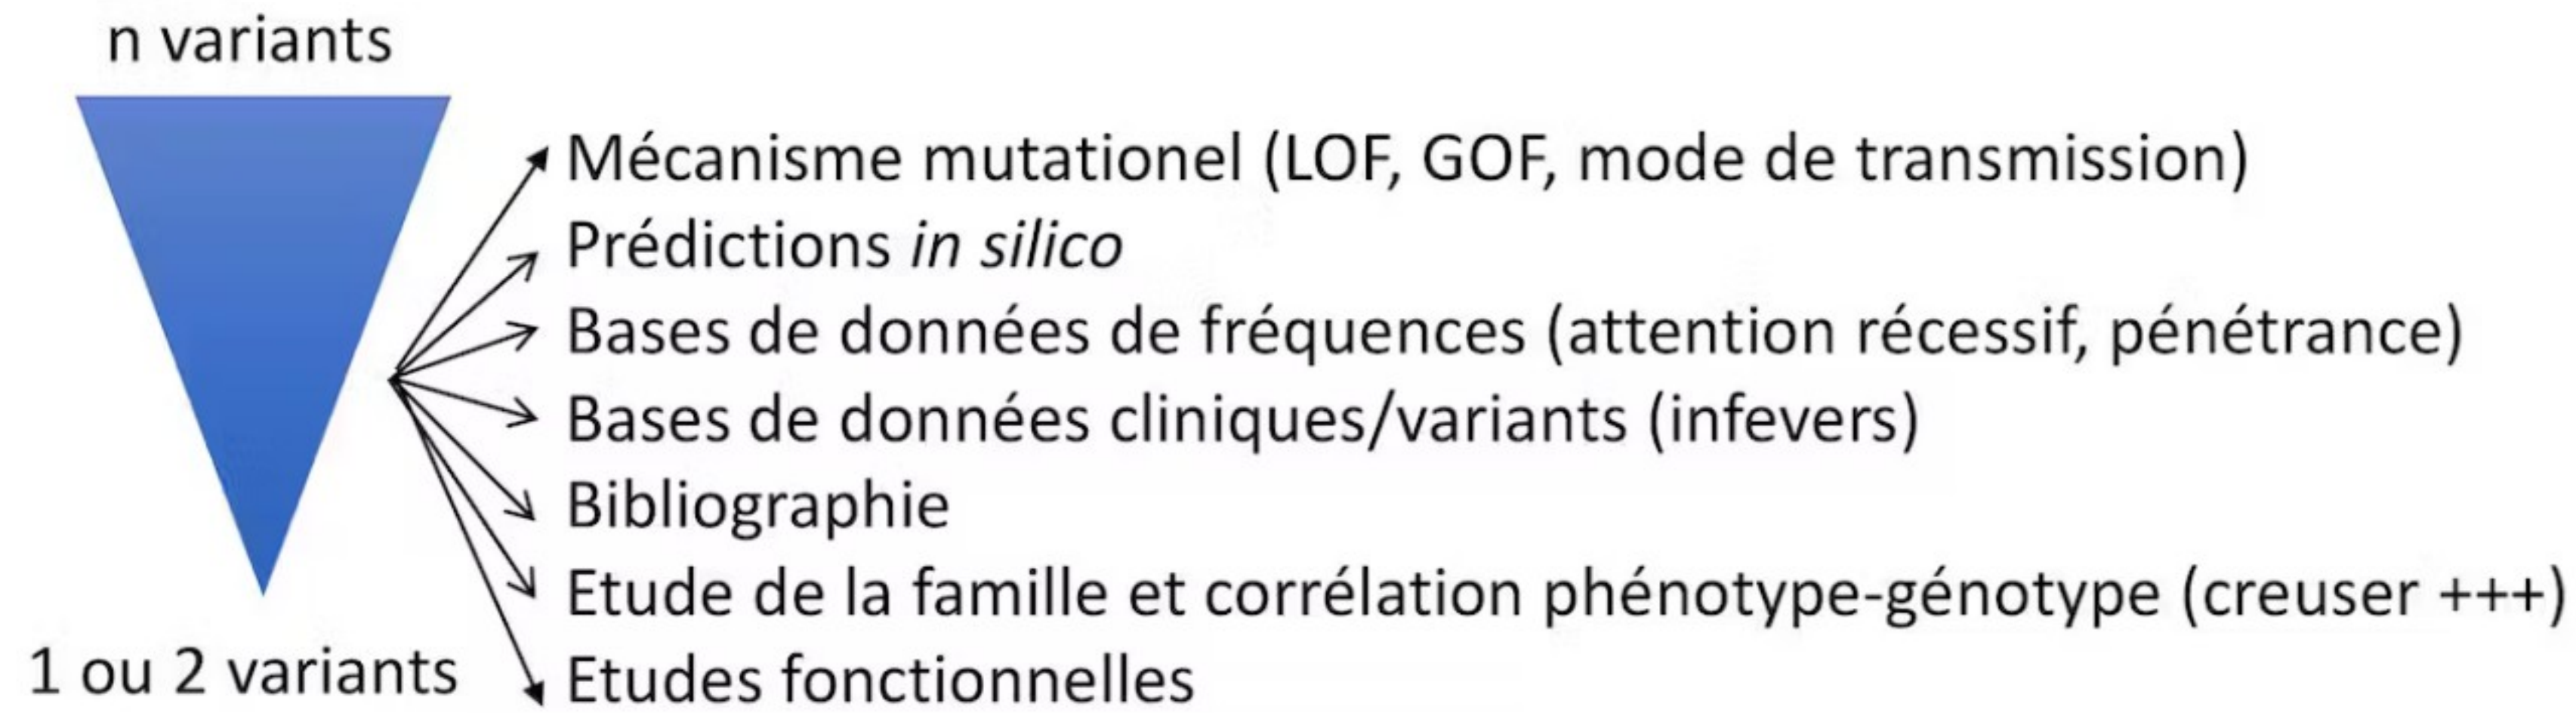 n variants
Mécanisme mutationel (LOF, GOF, mode de transmission)
Prédictions in silico
Bases de données de fréquences (attention récessif, pénétrance)
Bases de données cliniques/variants (infevers)
Bibliographie
Etude de la famille et corrélation phénotype-génotype (creuser +++)
1 ou 2 variants
Etudes fonctionnelles